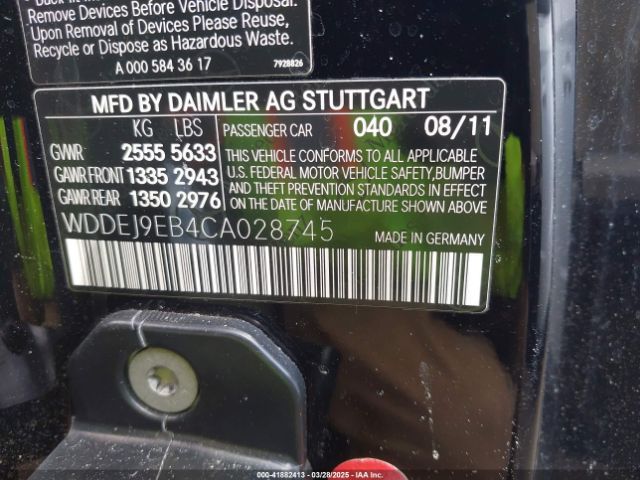 Remove Devices Before Vehicle Disposal.
Upon Removal of Devices Please Reuse,
Recycle or Dispose as Hazardous Waste.
A 000 584 36 17 7928826
MFD BY DAIMLER AG STUTTGART
KG LBS
GVWR 2555 5633
GAWR FRONT 1335 2943
GAWR REAR 1350 2976
PASSENGER CAR 040 08/11
THIS VEHICLE CONFORMS TO ALL APPLICABLE
U.S. FEDERAL MOTOR VEHICLE SAFETY,BUMPER
AND THEFT PREVENTION STANDARDS IN EFFECT
ON THE DATE OF MANUFACTURE SHOWN ABOVE
WDDEJ9EB4CA028745 MADE IN GERMANY
000-41882413 - 03/28/2025 - IAAI.COM